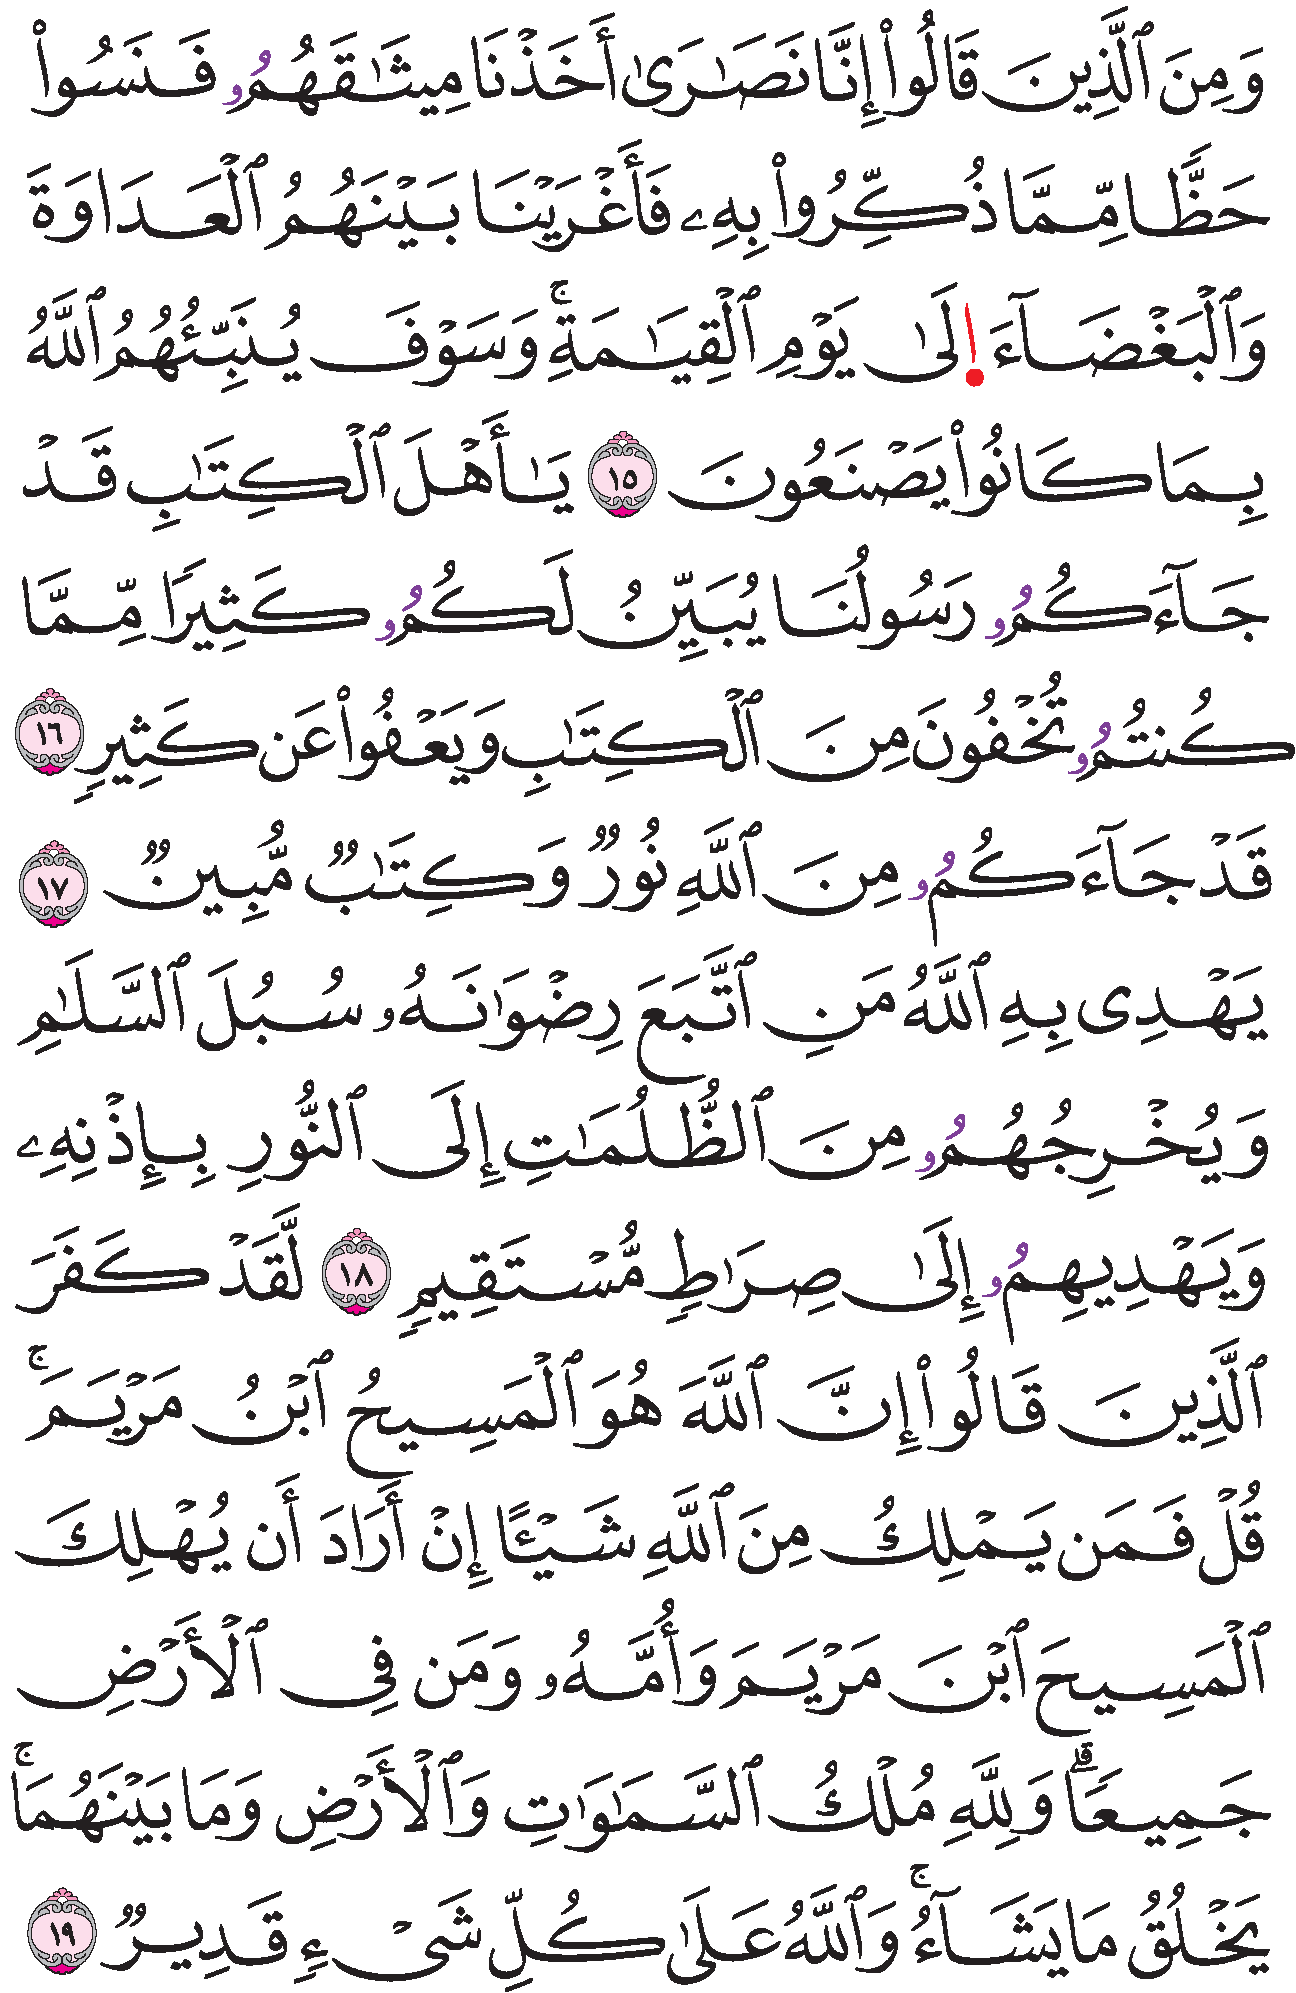 وَمِنَ ٱلَّذِينَ قَالُوا۟ إِنَّا نَصَـٰرَىٰ أَخَذْنَا مِيثَـٰقَهُمُۥ فَنَسُوا۟
حَظًّا مِّمَّا ذُكِّرُوا۟ بِهِۦ فَأَغْرَيْنَا بَيْنَهُمُ ٱلْعَدَاوَةَ
وَٱلْبَغْضَآءَ ا۪لَىٰ يَوْمِ ٱلْقِيَـٰمَةِۚ وَسَوْفَ يُنَبِّئُهُمُ ٱللَّهُ
بِمَا كَانُوا۟ يَصْنَعُونَ ١٥ يَـٰأَهْلَ ٱلْكِتَـٰبِ قَدْ
جَآءَكُمُۥ رَسُولُنَا يُبَيِّنُ لَكُمُۥ كَثِيرًا مِّمَّا
كُنتُمُۥ تُخْفُونَ مِنَ ٱلْكِتَـٰبِ وَيَعْفُوا۟ عَن كَثِيرٍ ١٦
قَدْ جَآءَكُمُۥ مِنَ ٱللَّهِ نُورٌ وَكِتَـٰبٌ مُّبِينٌ ١٧
يَهْدِى بِهِ ٱللَّهُ مَنِ ٱتَّبَعَ رِضْوَٰنَهُۥ سُبُلَ ٱلسَّلَـٰمِ
وَيُخْرِجُهُمُۥ مِنَ ٱلظُّلُمَـٰتِ إِلَى ٱلنُّورِ بِإِذْنِهِۦ
وَيَهْدِيهِمُۥ إِلَىٰ صِرَٰطٍ مُّسْتَقِيمٍ ١٨ لَّقَدْ كَفَرَ
ٱلَّذِينَ قَالُوا۟ إِنَّ ٱللَّهَ هُوَ ٱلْمَسِيحُ ٱبْنُ مَرْيَمَۚ
قُلْ فَمَن يَمْلِكُ مِنَ ٱللَّهِ شَيْـًٔا إِنْ أَرَادَ أَن يُهْلِكَ
ٱلْمَسِيحَ ٱبْنَ مَرْيَمَ وَأُمَّهُۥ وَمَن فِى ٱلْأَرْضِ
جَمِيعًاۗ وَلِلَّهِ مُلْكُ ٱلسَّمَـٰوَٰتِ وَٱلْأَرْضِ وَمَا بَيْنَهُمَاۚ
يَخْلُقُ مَا يَشَآءُۚ وَٱللَّهُ عَلَىٰ كُلِّ شَىْءٍ قَدِيرٌ ١٩